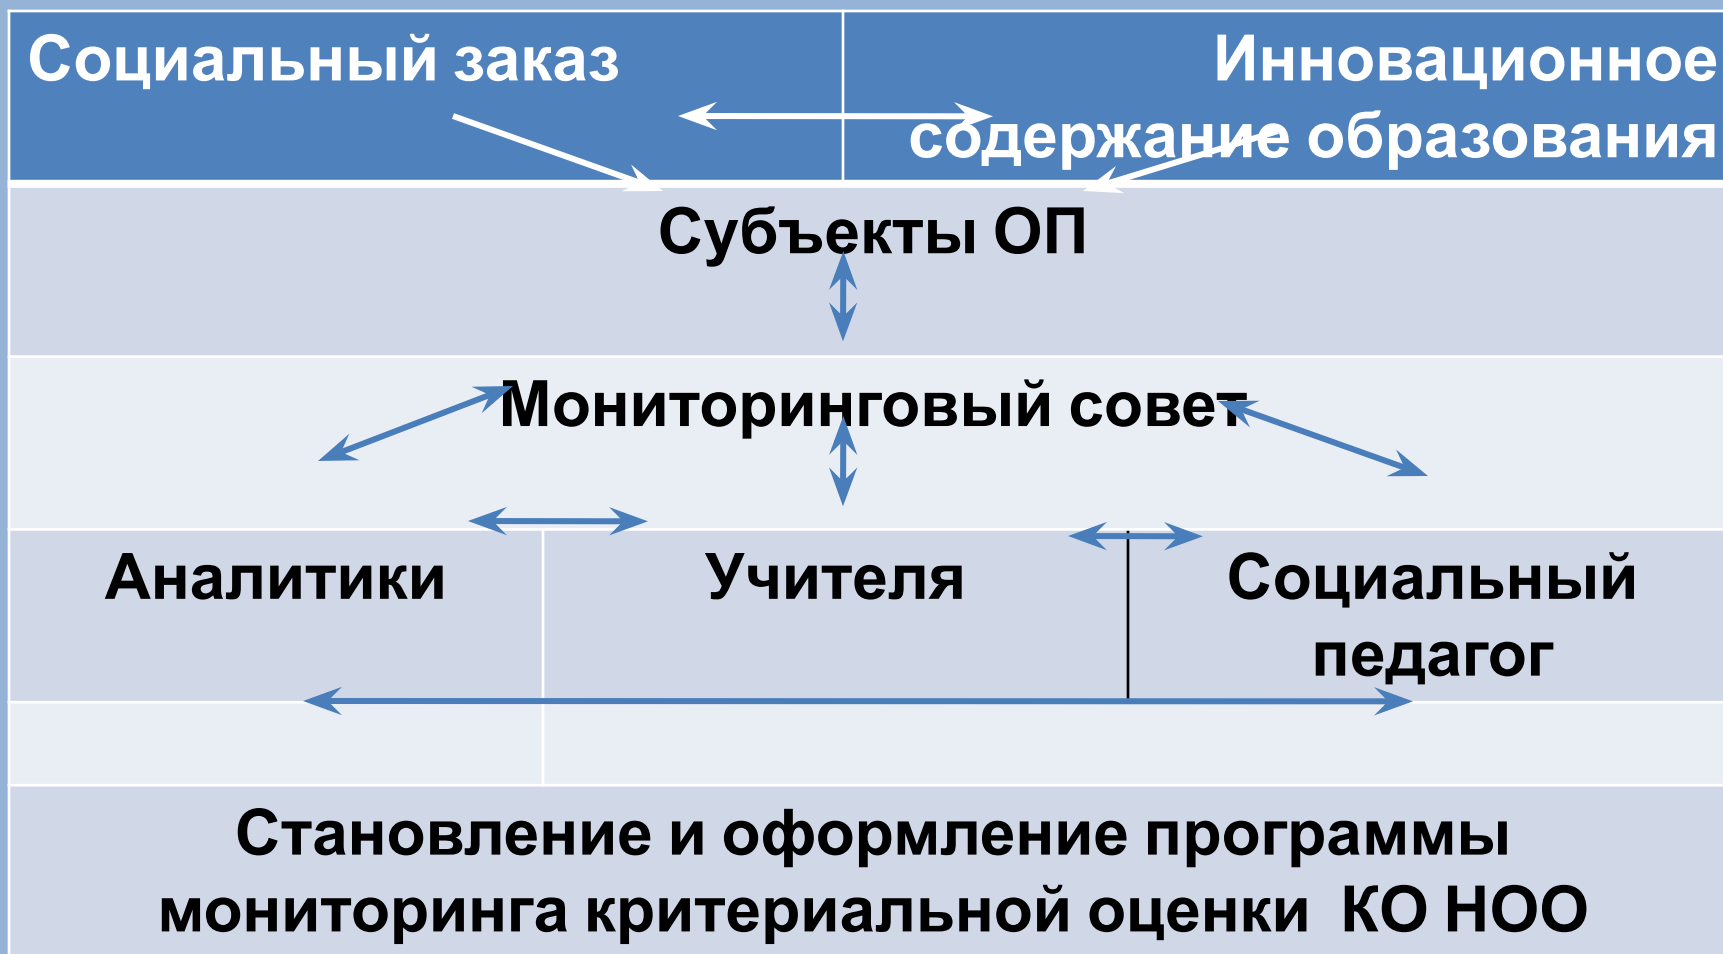 Социальный заказ
Инновационное
содержание образования
Субъекты ОП
Мониторинговый совет
Аналитики
Учителя
Социальный
педагог
Становление и оформление программы
мониторинга критериальной оценки КО НОО